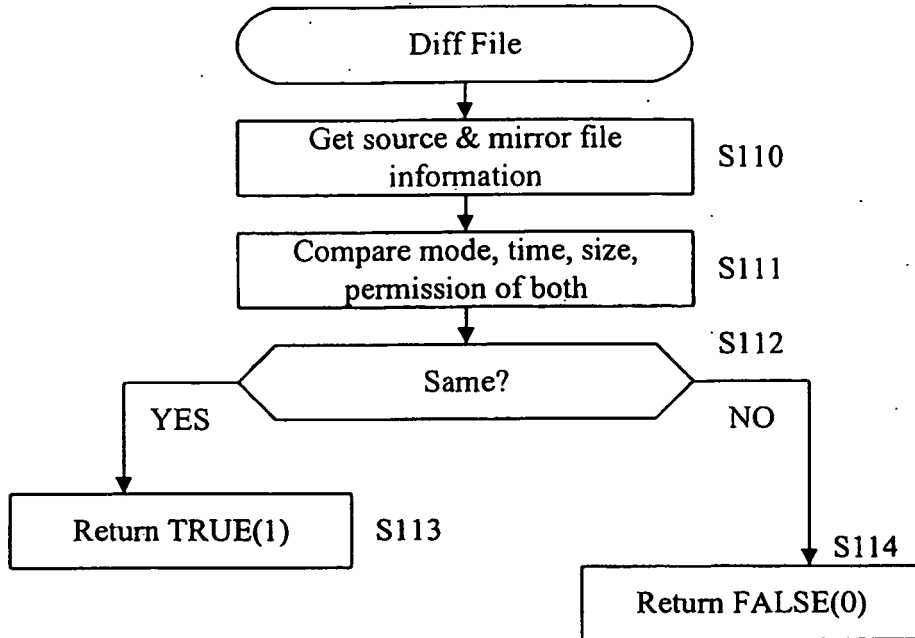 Diff File
Get source & mirror file
information
S110
Compare mode, time, size,
permission of both
S111
S112
Same?
YES
NO
Return TRUE(1)
S113
S114
Return FALSE(0)